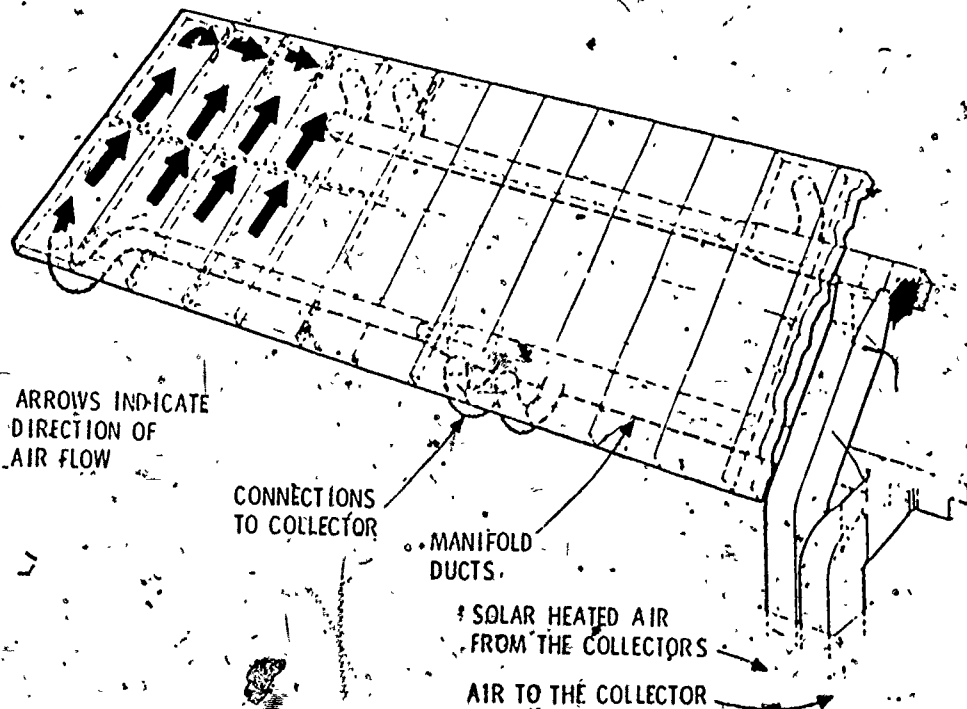 ARROWS INDICATE
DIRECTION OF
AIR FLOW
CONNECTIONS
TO COLLECTOR
MANIFOLD
DUCTS
SOLAR HEATED AIR
FROM THE COLLECTORS
AIR TO THE COLLECTOR